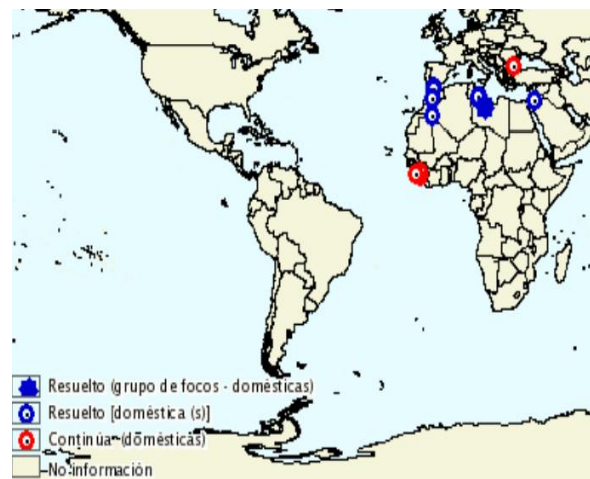 Resuelto (grupo de focos - domésticas)
Resuelto [doméstica (s)]
Continúa (domésticas)
No información